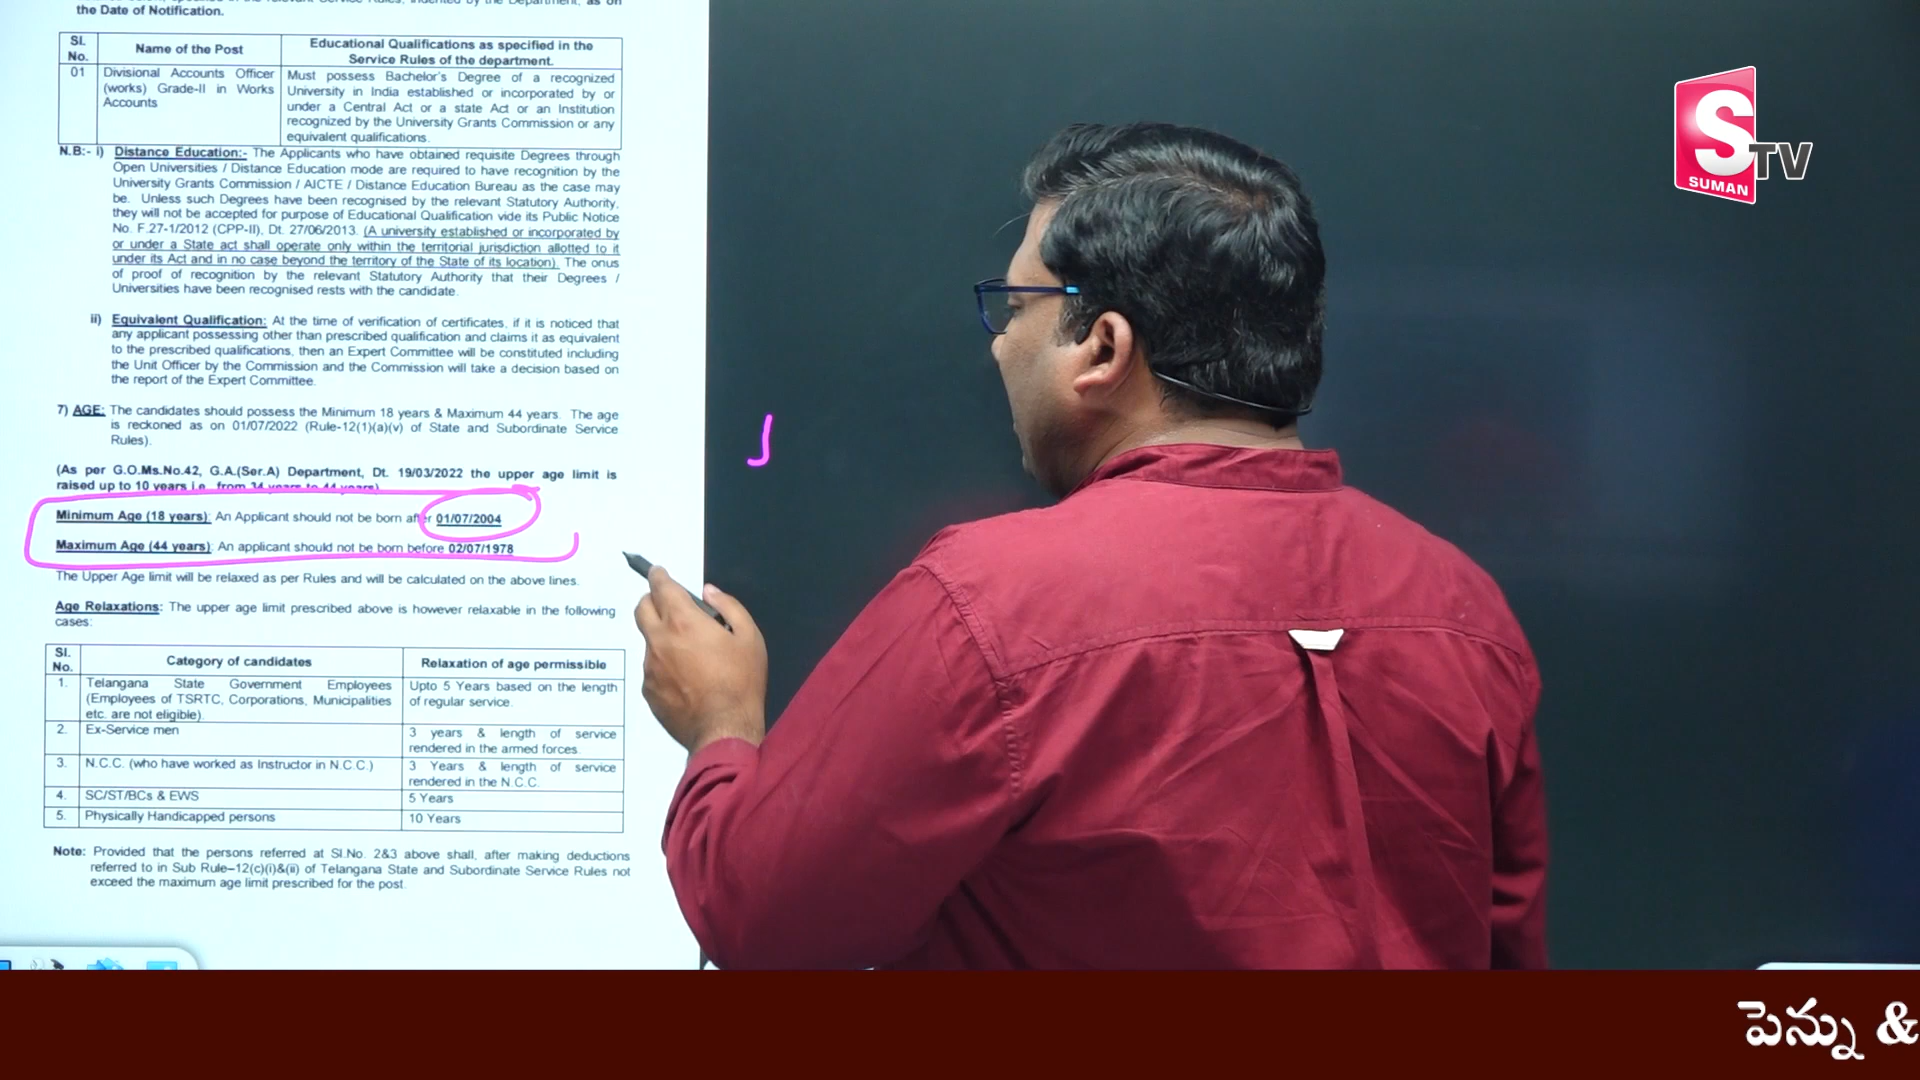 the Date of Notification.
Sl. No.
Name of the Post
Educational Qualifications as specified in the Service Rules of the department.
01
Divisional Accounts Officer (works) Grade-II in Works Accounts
Must possess Bachelor's Degree of a recognized
University in India established or incorporated by or
under a Central Act or a state Act or an Institution
recognized by the University Grants Commission or any
equivalent qualifications.
N.B:- i) Distance Education:- The Applicants who have obtained requisite Degrees through
Open Universities / Distance Education mode are required to have recognition by the
University Grants Commission / AICTE / Distance Education Bureau as the case may
be. Unless such Degrees have been recognised by the relevant Statutory Authority,
they will not be accepted for purpose of Educational Qualification vide its Public Notice
No. F.27-1/2012 (CPP-II), Dt. 27/06/2013. (A university established or incorporated by
or under a State act shall operate only within the territorial jurisdiction allotted to it
under its Act and in no case beyond the territory of the State of its location). The onus
of proof of recognition by the relevant Statutory Authority that their Degrees /
Universities have been recognised rests with the candidate.
ii) Equivalent Qualification: At the time of verification of certificates, if it is noticed that
any applicant possessing other than prescribed qualification and claims it as equivalent
to the prescribed qualifications, then an Expert Committee will be constituted including
the Unit Officer by the Commission and the Commission will take a decision based on
the report of the Expert Committee.
7) AGE: The candidates should possess the Minimum 18 years & Maximum 44 years. The age
is reckoned as on 01/07/2022 (Rule-12(1)(a)(v) of State and Subordinate Service
Rules).
(As per G.O.Ms.No.42, G.A.(Ser.A) Department, Dt. 19/03/2022 the upper age limit is
raised up to 10 years i.e. from 34 years to 44 years)
Minimum Age (18 years): An Applicant should not be born after 01/07/2004
Maximum Age (44 years): An applicant should not be born before 02/07/1978
The Upper Age limit will be relaxed as per Rules and will be calculated on the above lines.
Age Relaxations: The upper age limit prescribed above is however relaxable in the following
cases:
Sl. No.
Category of candidates
Relaxation of age permissible
1.
Telangana State Government Employees (Employees of TSRTC, Corporations, Municipalities etc. are not eligible).
Upto 5 Years based on the length of regular service.
2.
Ex-Service men
3 years & length of service rendered in the armed forces.
3.
N.C.C. (who have worked as Instructor in N.C.C.)
3 Years & length of service rendered in the N.C.C.
4.
SC/ST/BCs & EWS
5 Years
5.
Physically Handicapped persons
10 Years
Note: Provided that the persons referred at Sl.No. 2&3 above shall, after making deductions
referred to in Sub Rule–12(c)(i)&(ii) of Telangana State and Subordinate Service Rules not
exceed the maximum age limit prescribed for the post.
S TV
SUMAN
పెన్ను &